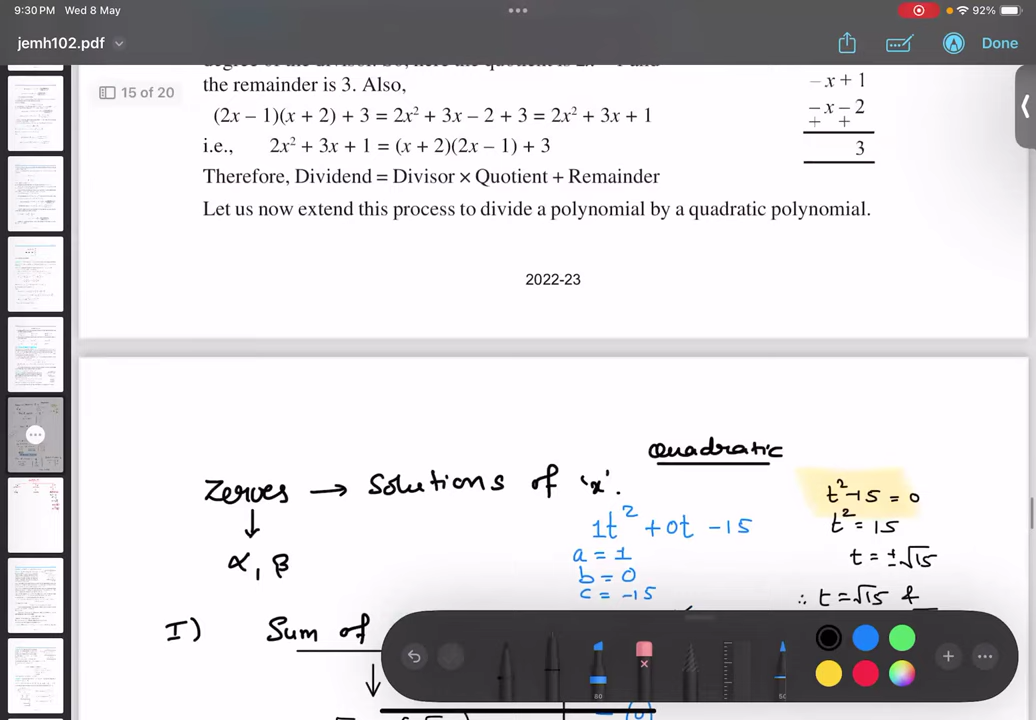 9:30 PM Wed 8 May
92%
jemh102.pdf
Done
15 of 20
the remainder is 3. Also,
(2x – 1)(x + 2) + 3 = 2x² + 3x – 2 + 3 = 2x² + 3x + 1
i.e., 2x² + 3x + 1 = (x + 2)(2x – 1) + 3
Therefore, Dividend = Divisor × Quotient + Remainder
Let us now extend this process to divide a polynomial by a quadratic polynomial.
– x + 1
– x – 2
+ +
3
2022-23
Quadratic
Zeroes → Solutions of 'x'.
↓
α, β
1t² + 0t - 15
a = 1
b = 0
c = -15
t² - 15 = 0
t² = 15
t = ± √15
∴ t = √15 &
I) Sum of
↓
80
50